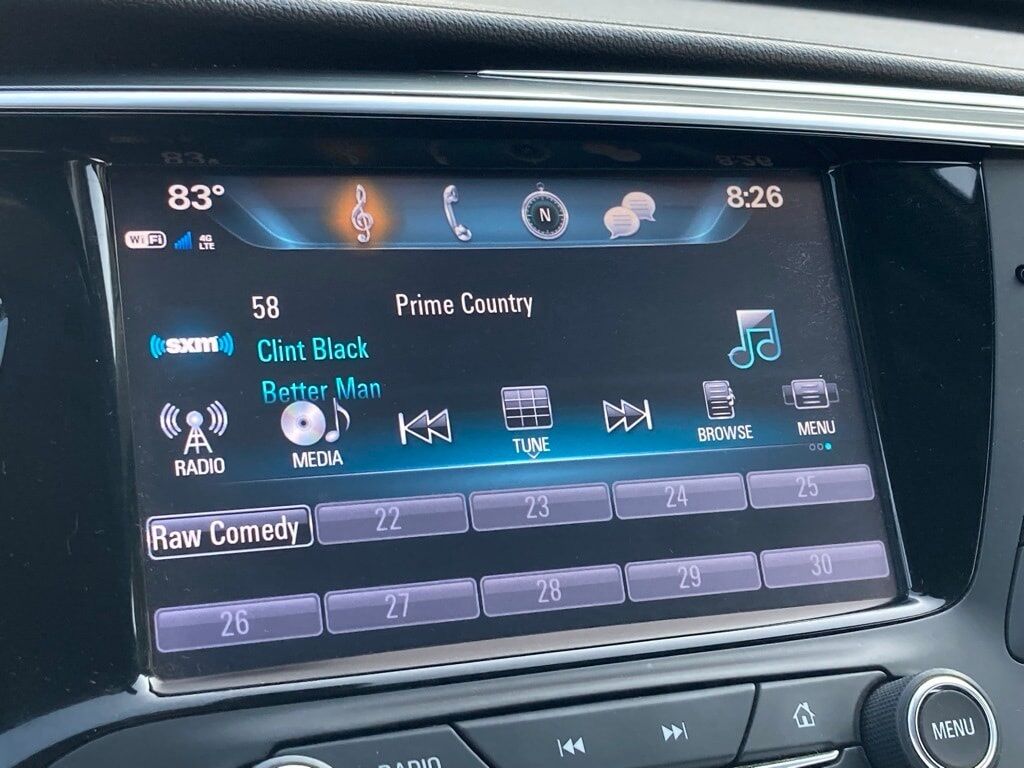 83° 8:26
WiFi 4G LTE
N
58 Prime Country
sxm
Clint Black
Better Man
RADIO MEDIA TUNE BROWSE MENU
Raw Comedy 22 23 24 25
26 27 28 29 30
RADIO MENU